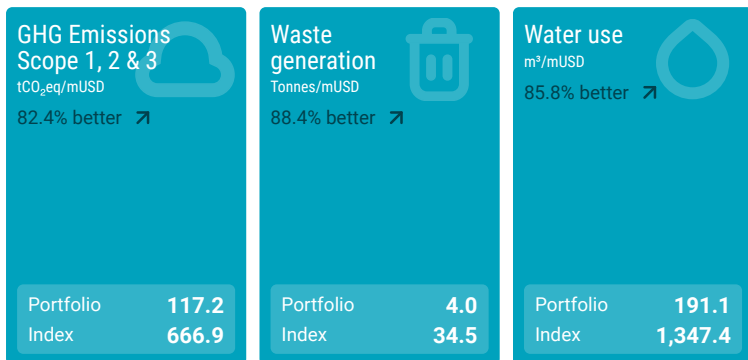 GHG Emissions
Scope 1, 2 & 3
tCO₂eq/mUSD
82.4% better
Portfolio 117.2
Index 666.9
Waste
generation
Tonnes/mUSD
88.4% better
Portfolio 4.0
Index 34.5
Water use
m³/mUSD
85.8% better
Portfolio 191.1
Index 1,347.4